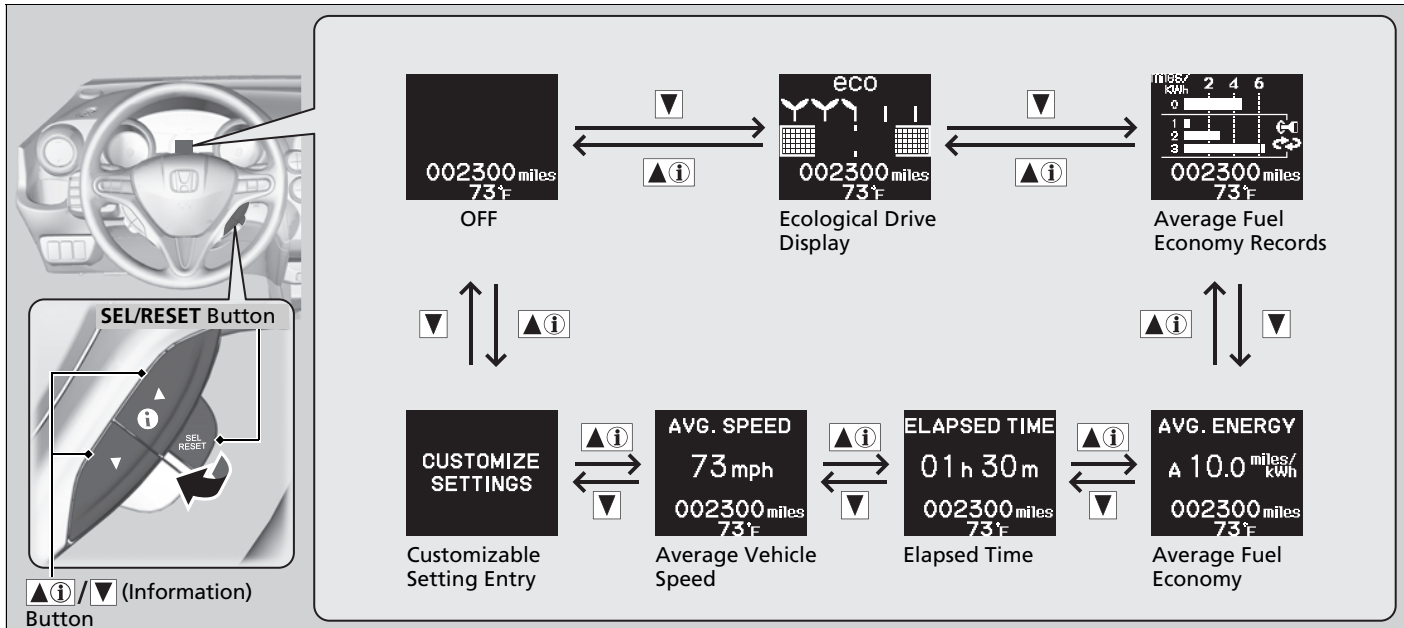 002300 miles
73°F
OFF
▼
▲ i
eco
002300 miles
73°F
Ecological Drive
Display
▼
▲ i
miles/
kWh
2 4 6
0
1
2
3
002300 miles
73°F
Average Fuel
Economy Records
▼
▲ i
▲ i
▼
SEL/RESET Button
i
SEL
RESET
▲ i / ▼ (Information)
Button
CUSTOMIZE
SETTINGS
Customizable
Setting Entry
▲ i
▼
AVG. SPEED
73 mph
002300 miles
73°F
Average Vehicle
Speed
▲ i
▼
ELAPSED TIME
01 h 30 m
002300 miles
73°F
Elapsed Time
▲ i
▼
AVG. ENERGY
A 10.0 miles/
kWh
002300 miles
73°F
Average Fuel
Economy